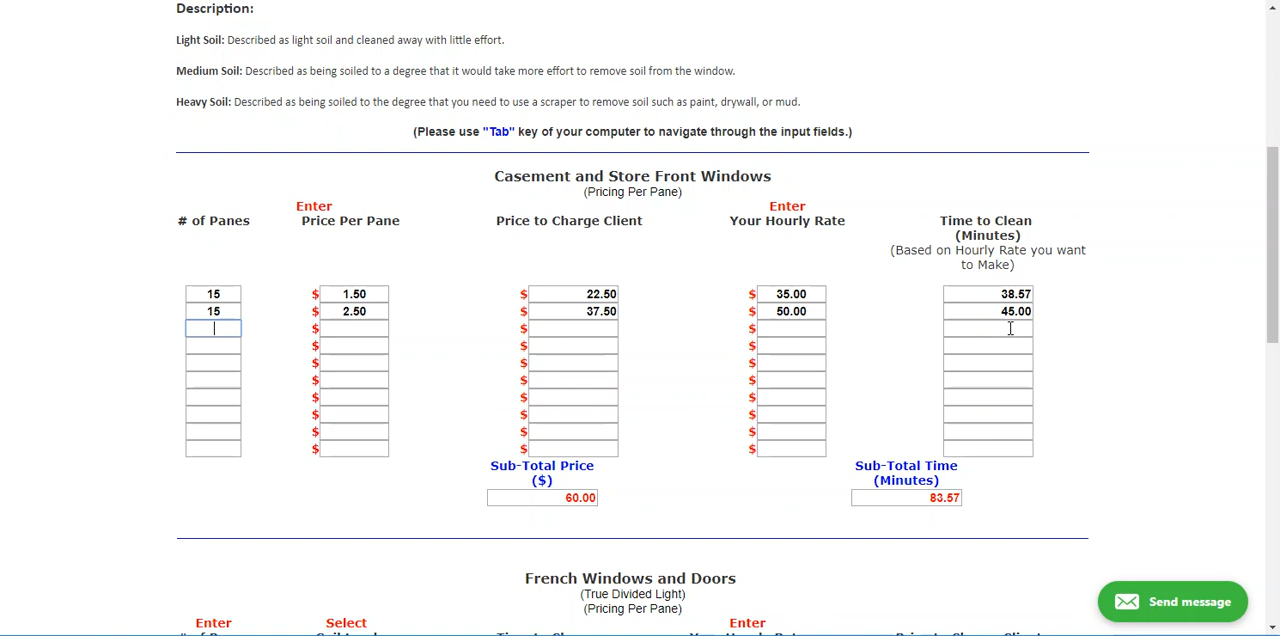 Description:
Light Soil: Described as light soil and cleaned away with little effort.
Medium Soil: Described as being soiled to a degree that it would take more effort to remove soil from the window.
Heavy Soil: Described as being soiled to the degree that you need to use a scraper to remove soil such as paint, drywall, or mud.
(Please use "Tab" key of your computer to navigate through the input fields.)
Casement and Store Front Windows
(Pricing Per Pane)
Enter Enter
# of Panes Price Per Pane Price to Charge Client Your Hourly Rate Time to Clean
(Minutes)
(Based on Hourly Rate you want
to Make)
15 $ 1.50 $ 22.50 $ 35.00 38.57
15 $ 2.50 $ 37.50 $ 50.00 45.00
$ $ $
$ $ $
$ $ $
$ $ $
$ $ $
$ $ $
$ $ $
$ $ $
Sub-Total Price Sub-Total Time
($) (Minutes)
60.00 83.57
French Windows and Doors
(True Divided Light)
(Pricing Per Pane)
Enter Select Enter
Send message